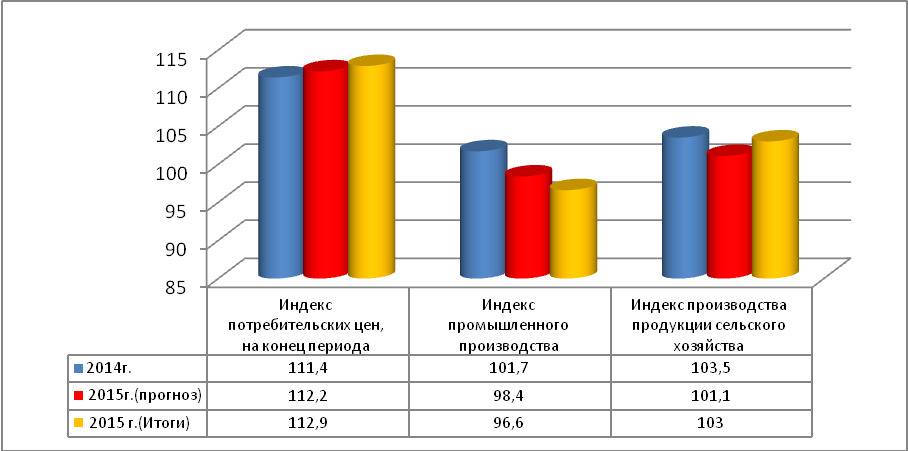 115
110
105
100
95
90
85
Индекс
потребительских цен,
на конец периода
Индекс
промышленного
производства
Индекс производства
продукции сельского
хозяйства
2014г. 111,4 101,7 103,5
2015г.(прогноз) 112,2 98,4 101,1
2015 г.(Итоги) 112,9 96,6 103